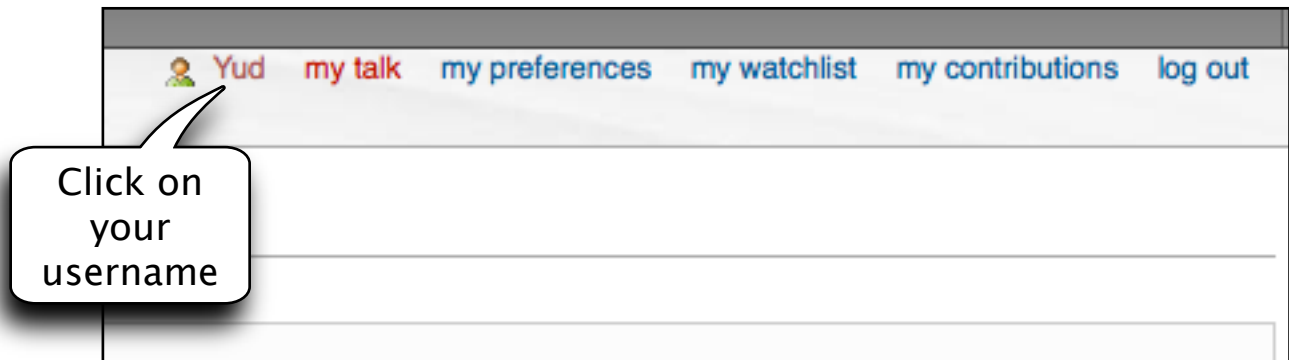 Yud my talk my preferences my watchlist my contributions log out
Click on
your
username